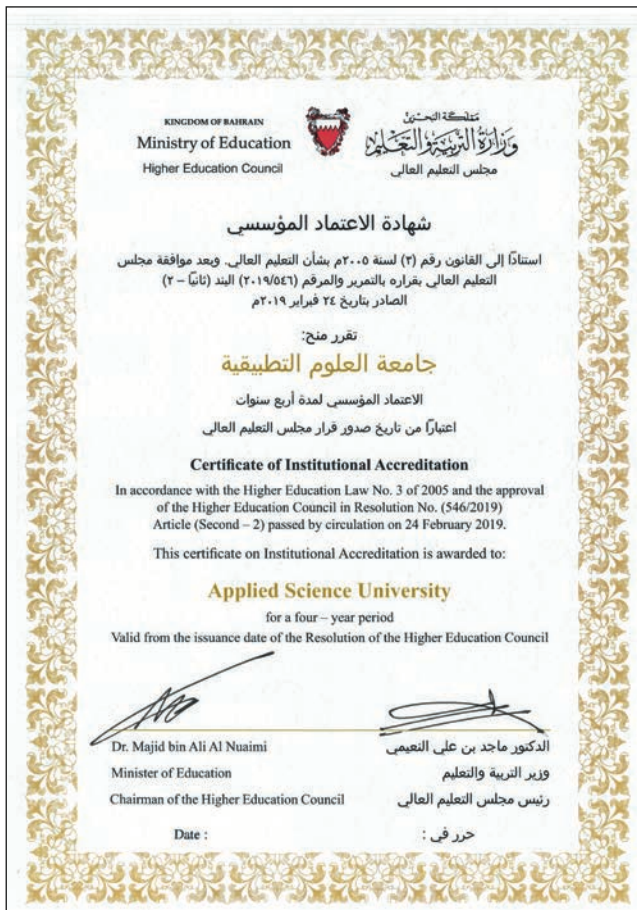 KINGDOM OF BAHRAIN
Ministry of Education
Higher Education Council
مملكة البحرين
وزارة التربية والتعليم
مجلس التعليم العالي
شهادة الاعتماد المؤسسي
استنادًا إلى القانون رقم (٣) لسنة ٢٠٠٥م بشأن التعليم العالي. وبعد موافقة مجلس
التعليم العالي بقراره بالتمرير والمرقم (٢٠١٩/٥٤٦) البند (ثانيًا – ٢)
الصادر بتاريخ ٢٤ فبراير ٢٠١٩م
تقرر منح:
جامعة العلوم التطبيقية
الاعتماد المؤسسي لمدة أربع سنوات
اعتبارًا من تاريخ صدور قرار مجلس التعليم العالي
Certificate of Institutional Accreditation
In accordance with the Higher Education Law No. 3 of 2005 and the approval
of the Higher Education Council in Resolution No. (546/2019)
Article (Second – 2) passed by circulation on 24 February 2019.
This certificate on Institutional Accreditation is awarded to:
Applied Science University
for a four – year period
Valid from the issuance date of the Resolution of the Higher Education Council
Dr. Majid bin Ali Al Nuaimi
الدكتور ماجد بن علي النعيمي
Minister of Education
وزير التربية والتعليم
Chairman of the Higher Education Council
رئيس مجلس التعليم العالي
Date :
حرر في :